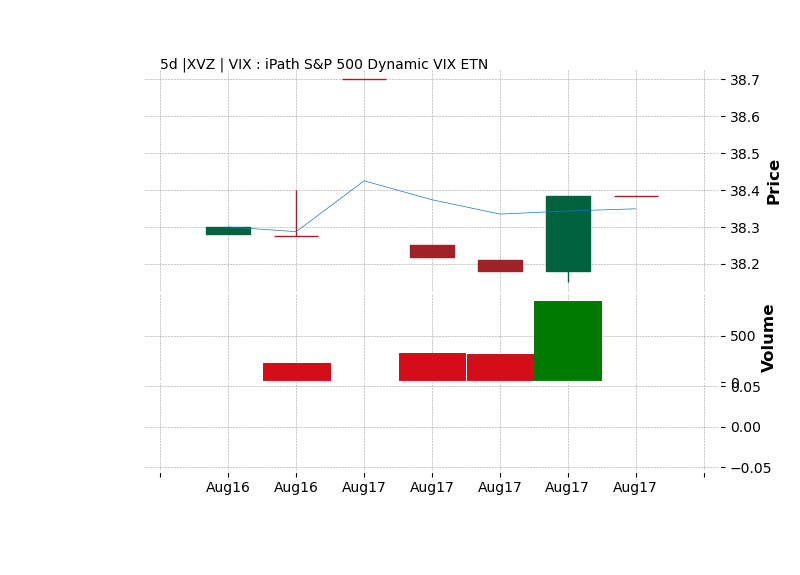 5d |XVZ | VIX : iPath S&P 500 Dynamic VIX ETN
38.7
38.6
38.5
38.4
38.3
38.2
Price
500
0
Volume
0.05
0.00
−0.05
Aug16 Aug16 Aug17 Aug17 Aug17 Aug17 Aug17